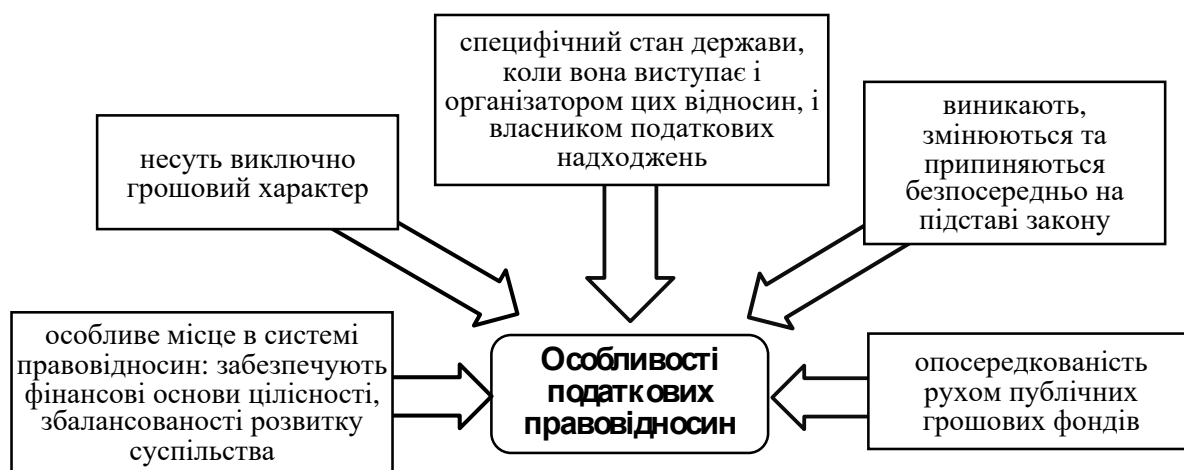 специфічний стан держави,
коли вона виступає і
організатором цих відносин, і
власником податкових
надходжень
несуть виключно
грошовий характер
виникають,
змінюються та
припиняються
безпосередньо на
підставі закону
особливе місце в системі
правовідносин: забезпечують
фінансові основи цілісності,
збалансованості розвитку
суспільства
Особливості
податкових
правовідносин
опосередкованість
рухом публічних
грошових фондів